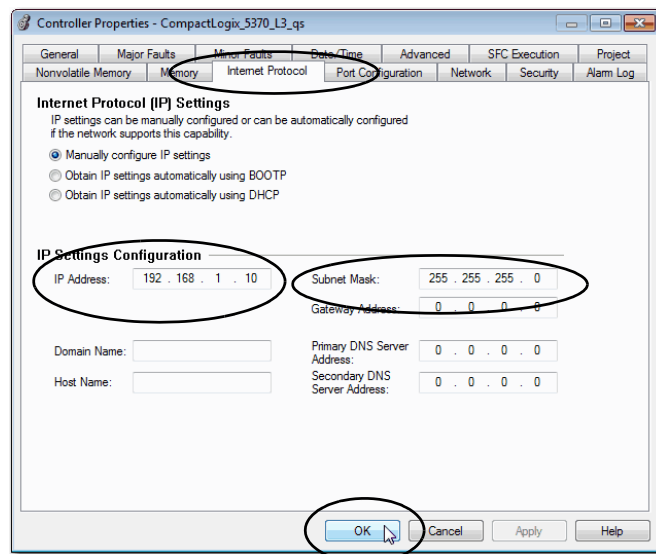 Controller Properties - CompactLogix_5370_L3_qs
General Major Faults Minor Faults Date/Time Advanced SFC Execution Project
Nonvolatile Memory Memory Internet Protocol Port Configuration Network Security Alarm Log
Internet Protocol (IP) Settings
IP settings can be manually configured or can be automatically configured
if the network supports this capability.
Manually configure IP settings
Obtain IP settings automatically using BOOTP
Obtain IP settings automatically using DHCP
IP Settings Configuration
IP Address: 192 . 168 . 1 . 10 Subnet Mask: 255 . 255 . 255 . 0
Gateway Address: 0 . 0 . 0 . 0
Domain Name: Primary DNS Server
Address: 0 . 0 . 0 . 0
Host Name: Secondary DNS
Server Address: 0 . 0 . 0 . 0
OK Cancel Apply Help